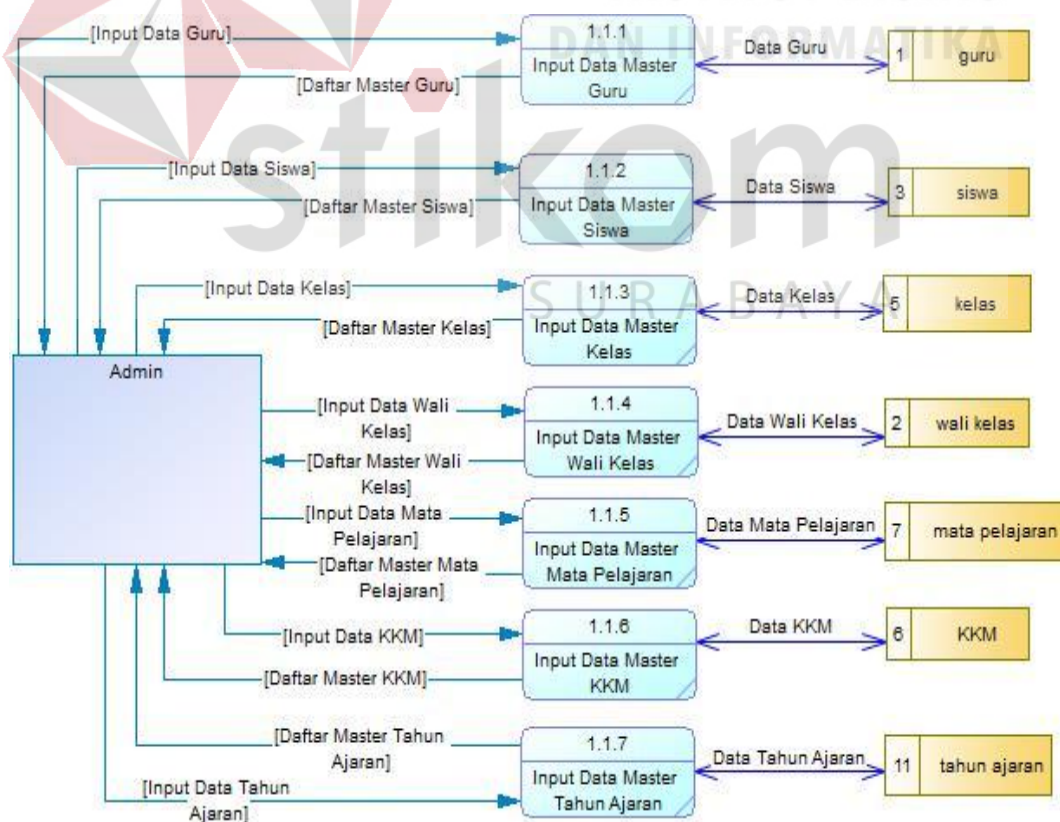 DAN INFORMATIKA
stikom
SURABAYA
[Input Data Guru]
[Daftar Master Guru]
1.1.1
Input Data Master
Guru
Data Guru
1
guru
[Input Data Siswa]
[Daftar Master Siswa]
1.1.2
Input Data Master
Siswa
Data Siswa
3
siswa
[Input Data Kelas]
[Daftar Master Kelas]
1.1.3
Input Data Master
Kelas
Data Kelas
5
kelas
Admin
[Input Data Wali
Kelas]
[Daftar Master Wali
Kelas]
1.1.4
Input Data Master
Wali Kelas
Data Wali Kelas
2
wali kelas
[Input Data Mata
Pelajaran]
[Daftar Master Mata
Pelajaran]
1.1.5
Input Data Master
Mata Pelajaran
Data Mata Pelajaran
7
mata pelajaran
[Input Data KKM]
[Daftar Master KKM]
1.1.6
Input Data Master
KKM
Data KKM
6
KKM
[Daftar Master Tahun
Ajaran]
[Input Data Tahun
Ajaran]
1.1.7
Input Data Master
Tahun Ajaran
Data Tahun Ajaran
11
tahun ajaran